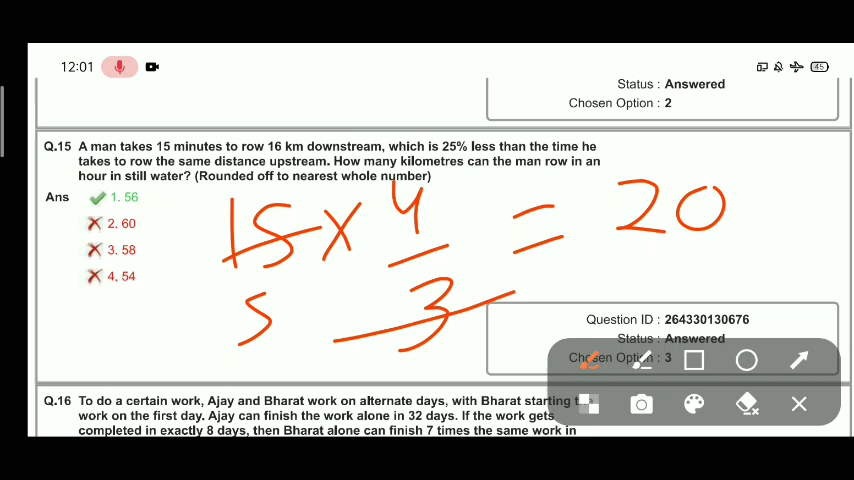 12:01
45
Status : Answered
Chosen Option : 2
Q.15 A man takes 15 minutes to row 16 km downstream, which is 25% less than the time he
takes to row the same distance upstream. How many kilometres can the man row in an
hour in still water? (Rounded off to nearest whole number)
Ans 1. 56
2. 60
3. 58
4. 54
15 × 4 = 20
5 3
Question ID : 264330130676
Status : Answered
Chosen Option : 3
Q.16 To do a certain work, Ajay and Bharat work on alternate days, with Bharat starting the
work on the first day. Ajay can finish the work alone in 32 days. If the work gets
completed in exactly 8 days, then Bharat alone can finish 7 times the same work in